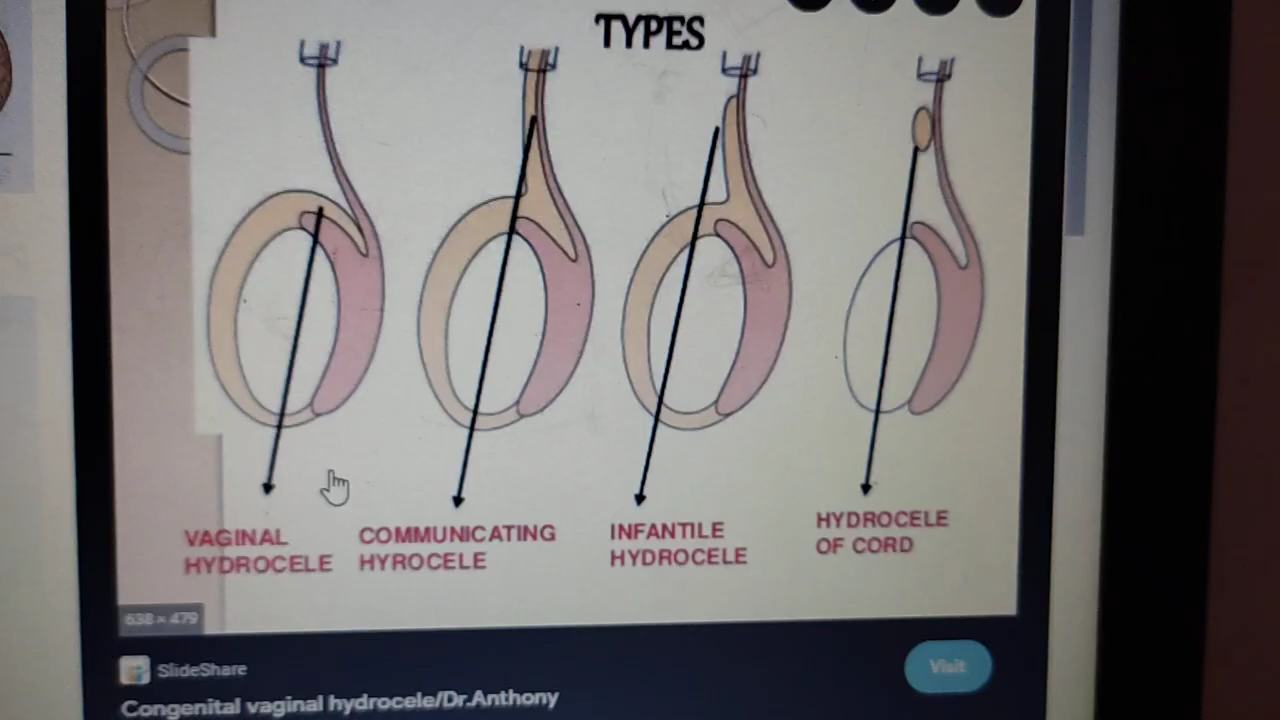 TYPES
VAGINAL
HYDROCELE
COMMUNICATING
HYROCELE
INFANTILE
HYDROCELE
HYDROCELE
OF CORD
638 × 479
SlideShare
Visit
Congenital vaginal hydrocele/Dr.Anthony